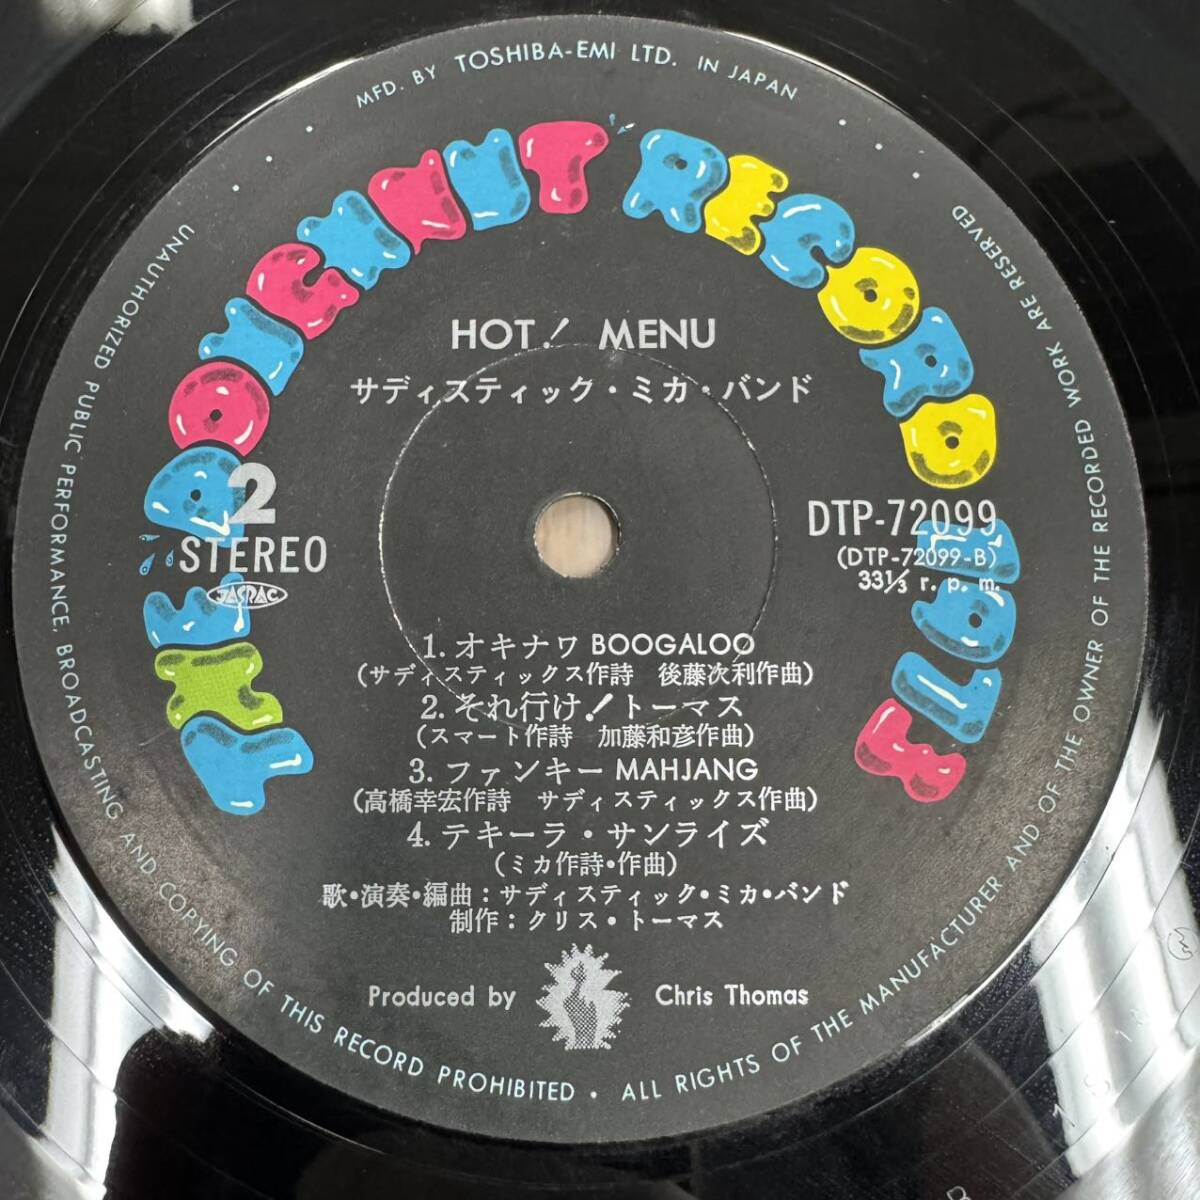 MFD. BY TOSHIBA-EMI LTD. IN JAPAN
THE DOUGHNUT RECORD
HOT! MENU
サディスティック・ミカ・バンド
2
STEREO
JASRAC
DTP-72099
(DTP-72099-B)
33 1/3 r. p. m.
1. オキナワ BOOGALOO
(サディスティックス作詩 後藤次利作曲)
2. それ行け! トーマス
(スマート作詩 加藤和彦作曲)
3. ファンキー MAHJANG
(高橋幸宏作詩 サディスティックス作曲)
4. テキーラ・サンライズ
(ミカ作詩・作曲)
歌・演奏・編曲:サディスティック・ミカ・バンド
制作:クリス・トーマス
Produced by Chris Thomas
UNAUTHORIZED PUBLIC PERFORMANCE, BROADCASTING AND COPYING OF THIS RECORD PROHIBITED • ALL RIGHTS OF THE MANUFACTURER AND OF THE OWNER OF THE RECORDED WORK ARE RESERVED